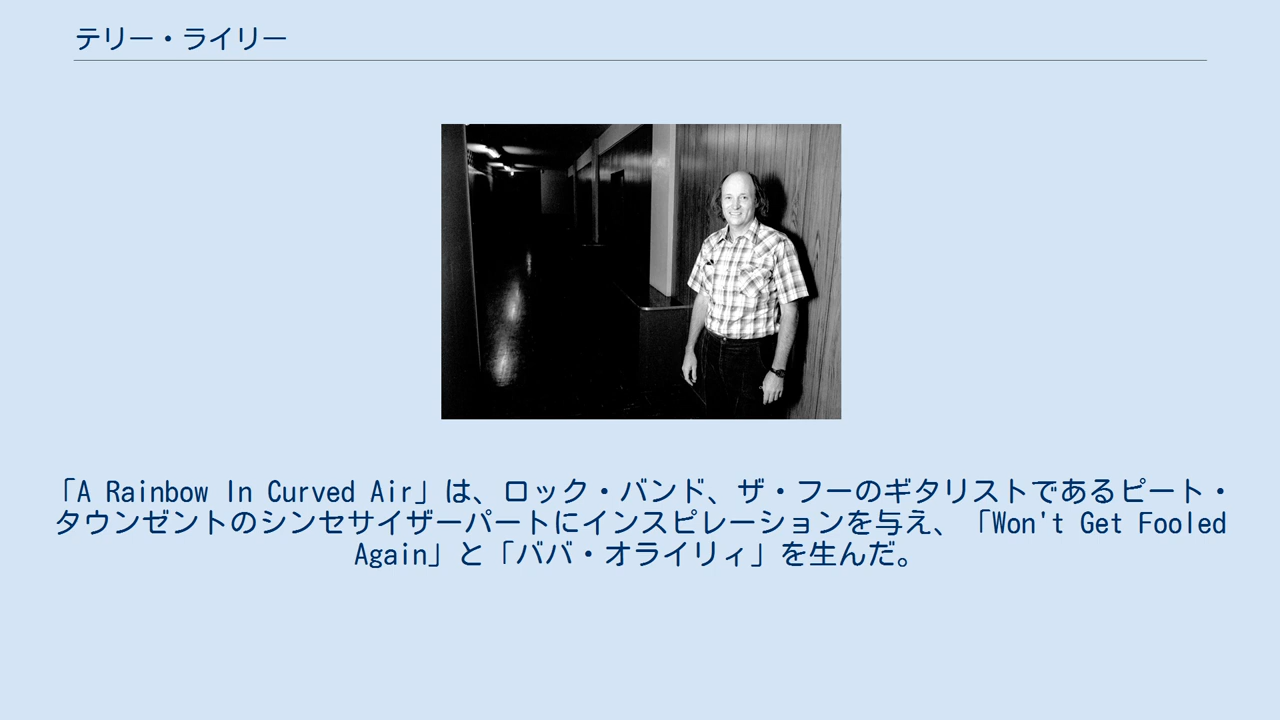 テリー・ライリー
「A Rainbow In Curved Air」は、ロック・バンド、ザ・フーのギタリストであるピート・
タウンゼントのシンセサイザーパートにインスピレーションを与え、「Won't Get Fooled
Again」と「ババ・オライリィ」を生んだ。